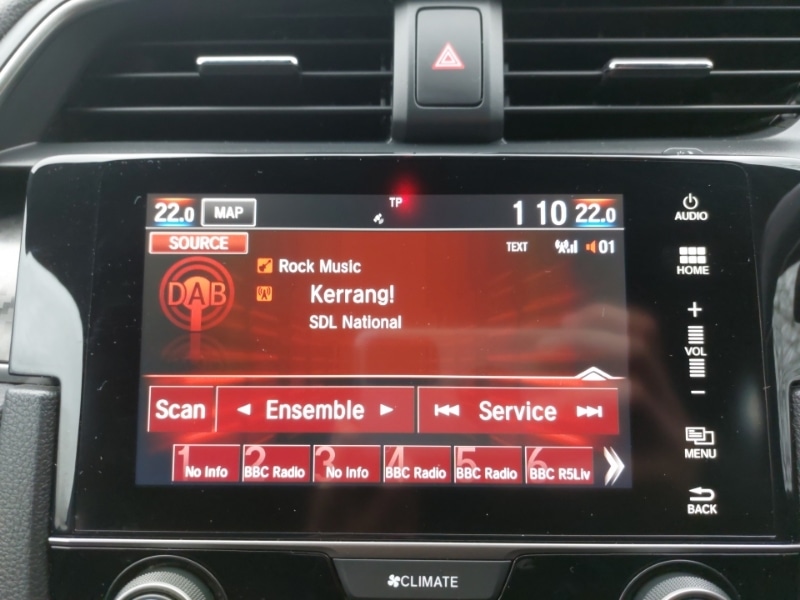 22.0 MAP TP 1 10 22.0
AUDIO
SOURCE TEXT 01
DAB Rock Music
HOME
Kerrang!
SDL National
+
VOL
-
Scan ◄ Ensemble ► Service
MENU
1 No Info 2 BBC Radio 3 No Info 4 BBC Radio 5 BBC Radio 6 BBC R5Liv
BACK
CLIMATE